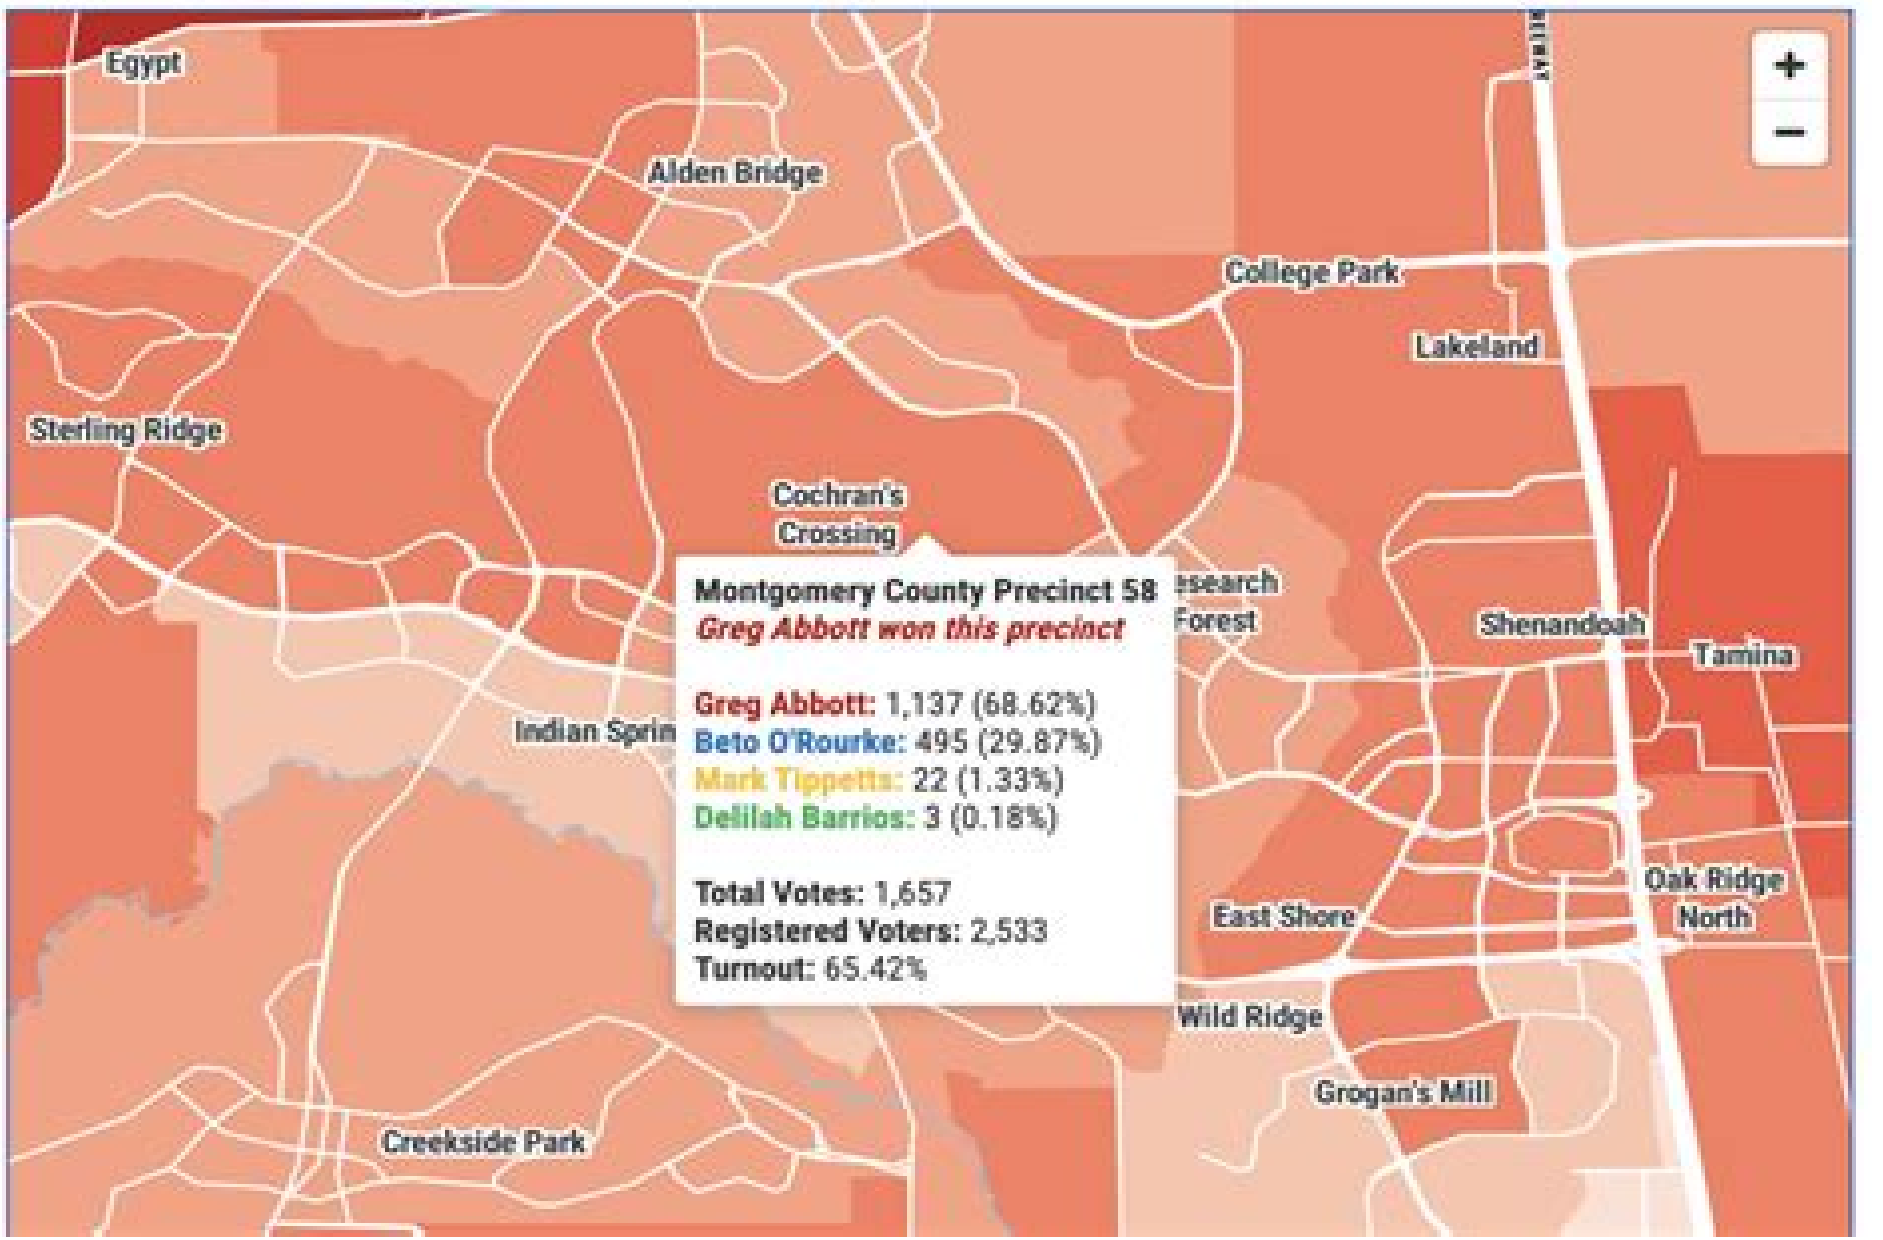 Egypt
Alden Bridge
College Park
Lakeland
Sterling Ridge
Cochran's
Crossing
Montgomery County Precinct 58
Greg Abbott won this precinct
Greg Abbott: 1,137 (68.62%)
Beto O'Rourke: 495 (29.87%)
Mark Tippetts: 22 (1.33%)
Delilah Barrios: 3 (0.18%)
Total Votes: 1,657
Registered Voters: 2,533
Turnout: 65.42%
esearch
Forest
Shenandoah
Tamina
Indian Sprin
Oak Ridge
North
East Shore
Wild Ridge
Grogan's Mill
Creekside Park
+
−